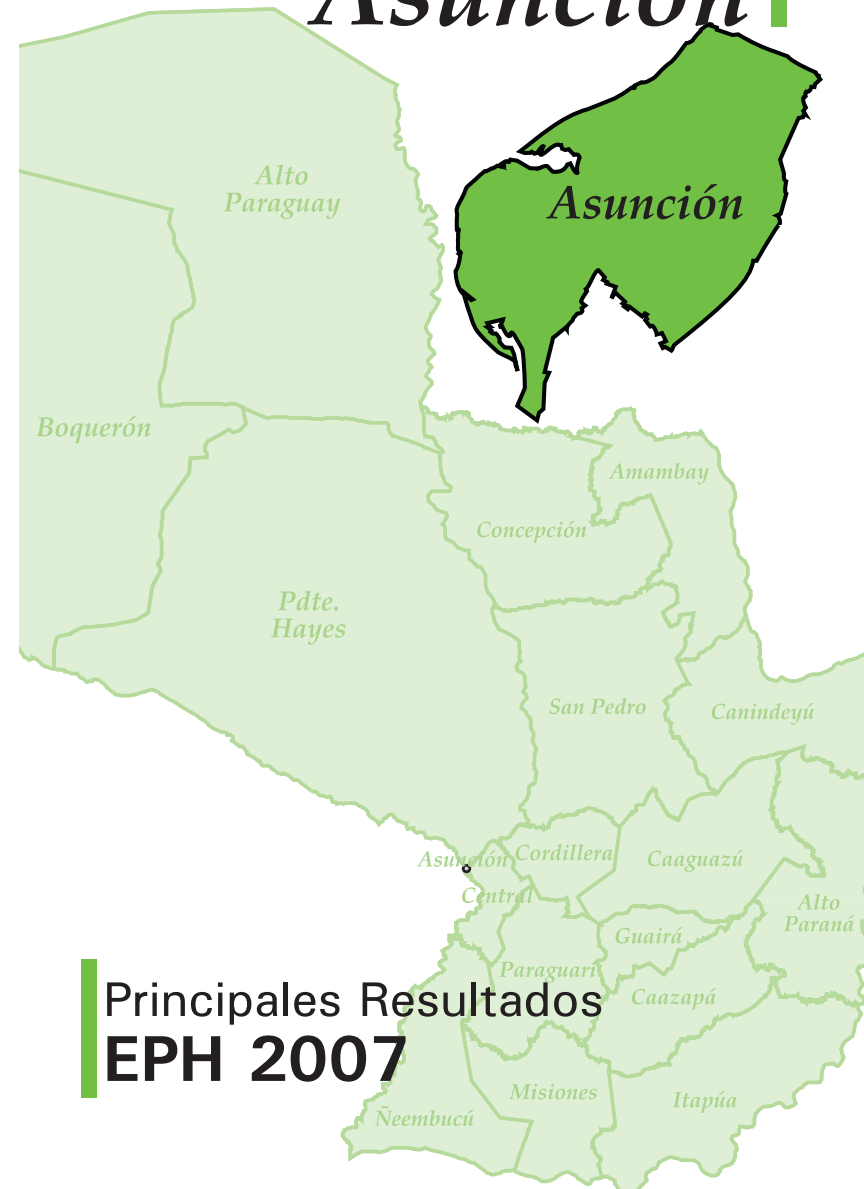 Asunción
Alto
Paraguay
Asunción
Boquerón
Amambay
Concepción
Pdte.
Hayes
San Pedro
Canindeyú
Asunción
Cordillera
Caaguazú
Central
Alto
Paraná
Guairá
Paraguarí
Caazapá
Principales Resultados
EPH 2007
Misiones
Itapúa
Ñeembucú